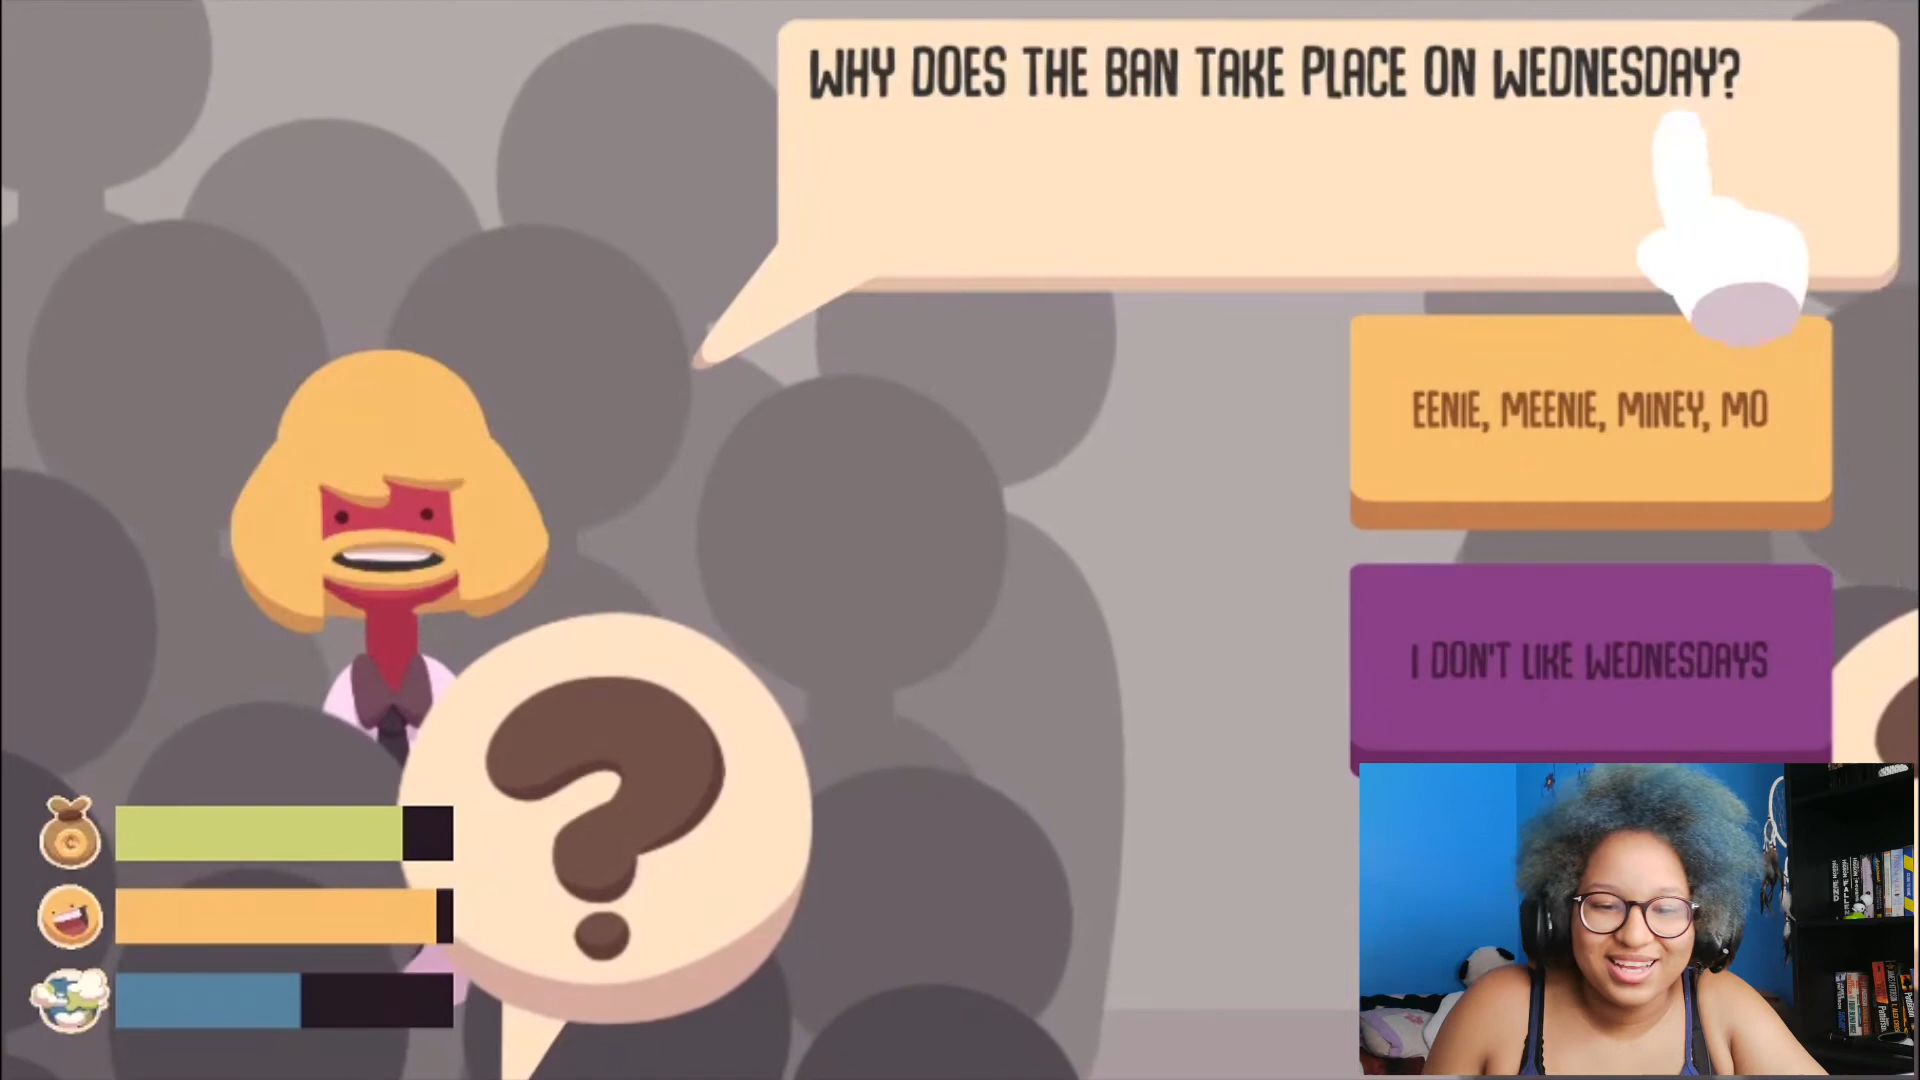 WHY DOES THE BAN TAKE PLACE ON WEDNESDAY?
EENIE, MEENIE, MINEY, MO
I DON'T LIKE WEDNESDAYS